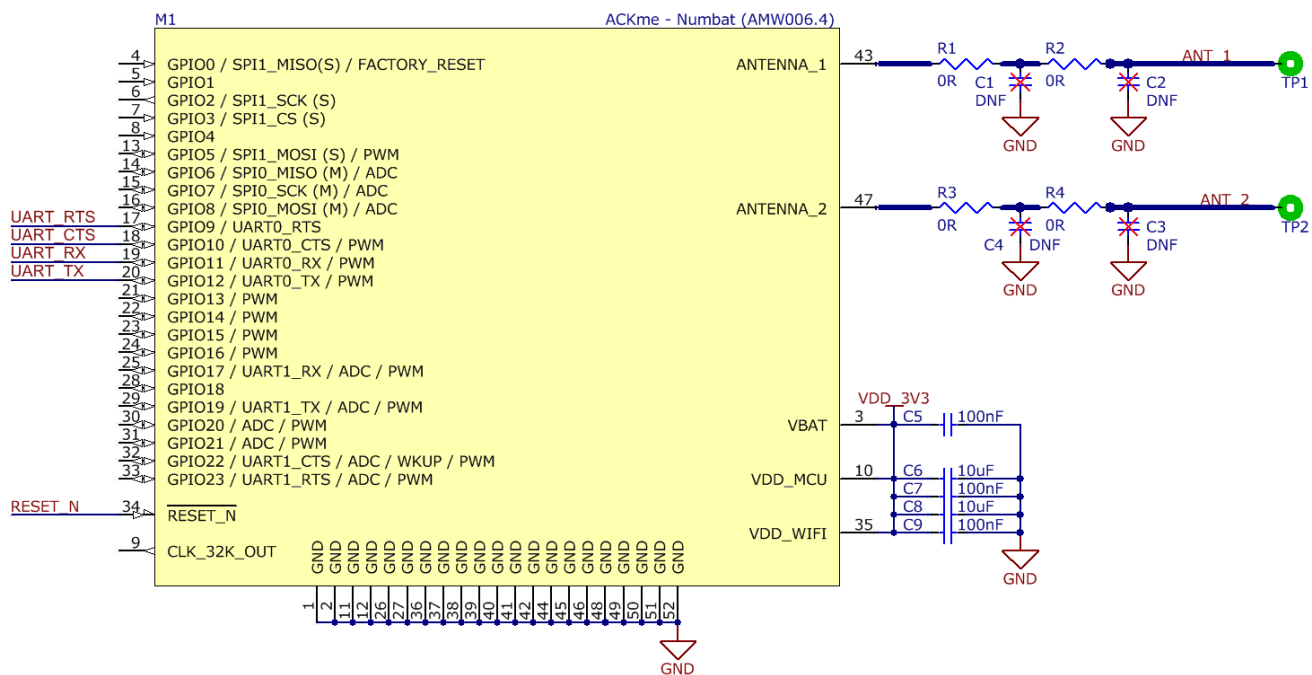 M1 ACKme - Numbat (AMW006.4)
4 GPIO0 / SPI1_MISO(S) / FACTORY_RESET
5 GPIO1
6 GPIO2 / SPI1_SCK (S)
7 GPIO3 / SPI1_CS (S)
8 GPIO4
13 GPIO5 / SPI1_MOSI (S) / PWM
14 GPIO6 / SPI0_MISO (M) / ADC
15 GPIO7 / SPI0_SCK (M) / ADC
16 GPIO8 / SPI0_MOSI (M) / ADC
UART_RTS 17 GPIO9 / UART0_RTS
UART_CTS 18 GPIO10 / UART0_CTS / PWM
UART_RX 19 GPIO11 / UART0_RX / PWM
UART_TX 20 GPIO12 / UART0_TX / PWM
21 GPIO13 / PWM
22 GPIO14 / PWM
23 GPIO15 / PWM
24 GPIO16 / PWM
25 GPIO17 / UART1_RX / ADC / PWM
28 GPIO18
29 GPIO19 / UART1_TX / ADC / PWM
30 GPIO20 / ADC / PWM
31 GPIO21 / ADC / PWM
32 GPIO22 / UART1_CTS / ADC / WKUP / PWM
33 GPIO23 / UART1_RTS / ADC / PWM
RESET_N 34 RESET_N
9 CLK_32K_OUT
GND GND GND GND GND GND GND GND GND GND GND GND GND GND GND GND GND GND GND GND GND
1 2 11 12 26 27 36 37 38 39 40 41 42 44 45 46 48 49 50 51 52
GND
ANTENNA_1 43 R1 R2 ANT_1
0R C1 0R C2 TP1
DNF DNF
GND GND
ANTENNA_2 47 R3 R4 ANT_2
0R 0R TP2
C4 DNF C3
DNF
GND GND
VDD_3V3
VBAT 3 C5 100nF
VDD_MCU 10 C6 10uF
C7 100nF
C8 10uF
VDD_WIFI 35 C9 100nF
GND